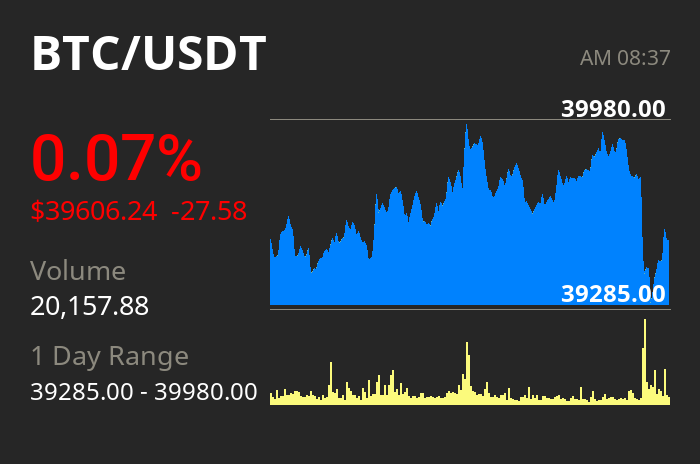 BTC/USDT
AM 08:37
39980.00
0.07%
$39606.24 -27.58
Volume
20,157.88
39285.00
1 Day Range
39285.00 - 39980.00